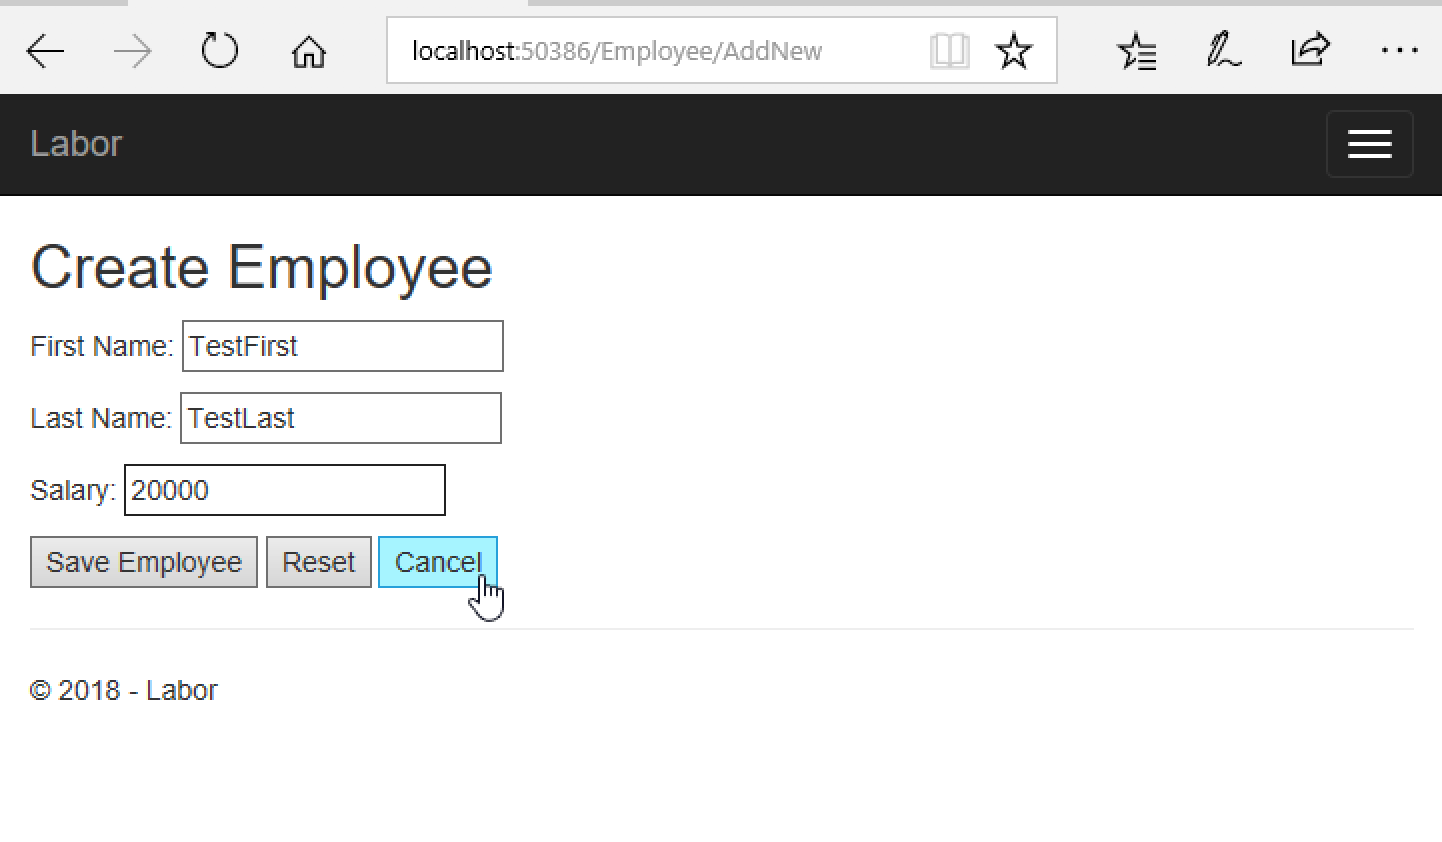 localhost:50386/Employee/AddNew
Labor
Create Employee
First Name: TestFirst
Last Name: TestLast
Salary: 20000
Save Employee Reset Cancel
© 2018 - Labor